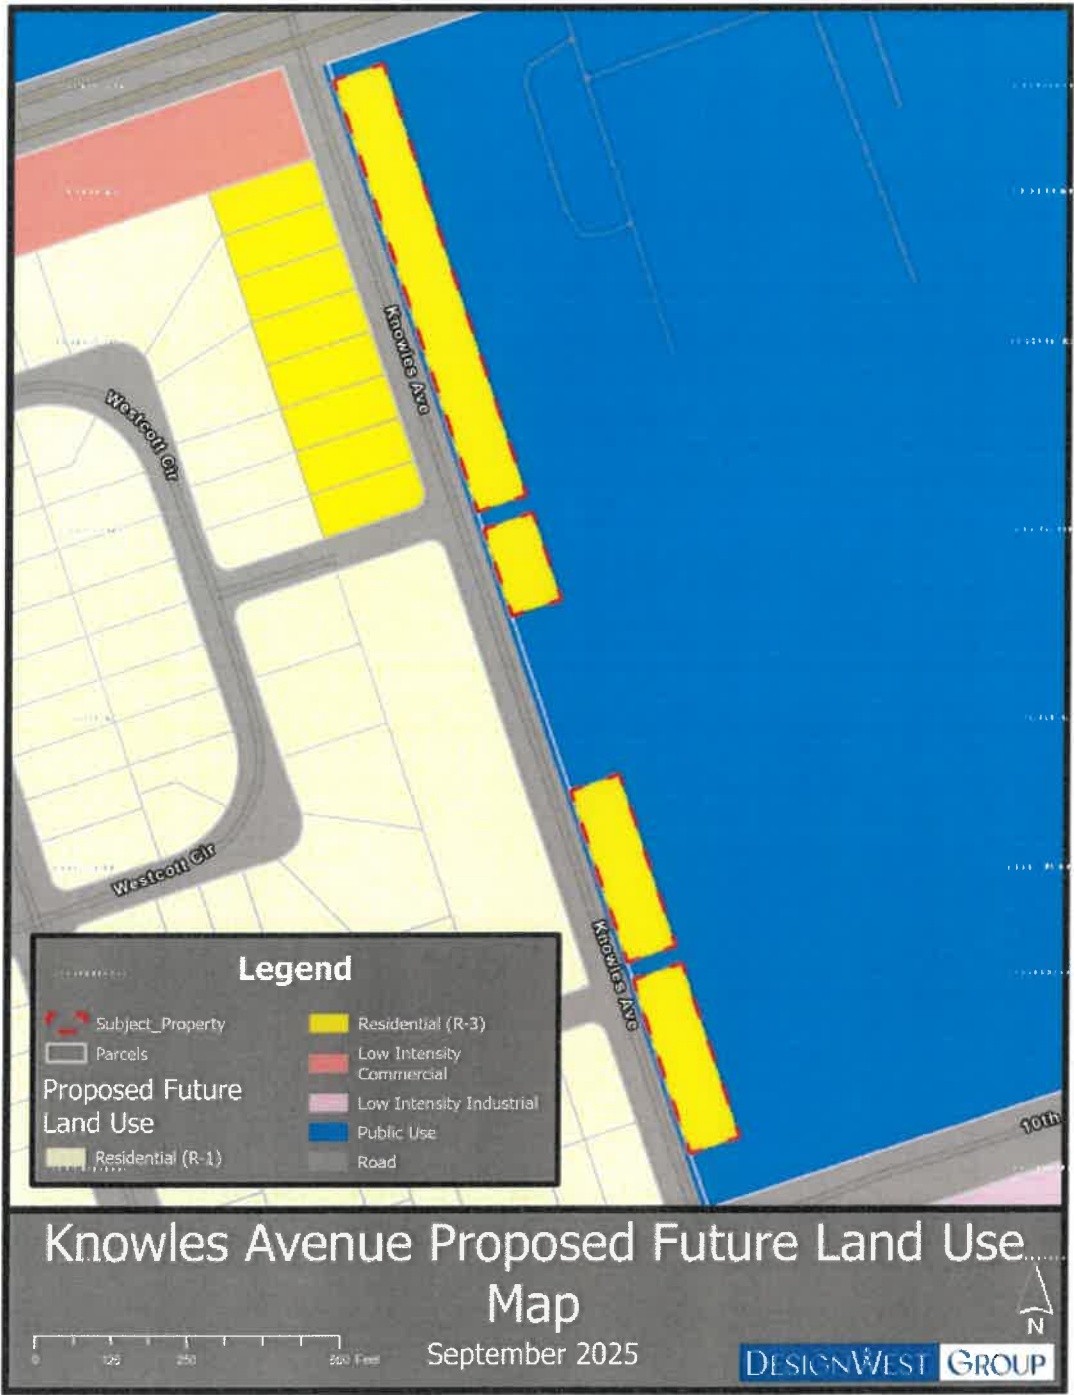 Knowles Ave
Westcott Cir
Westcott Cir
Knowles Ave
10th
Legend
Subject_Property
Parcels
Proposed Future
Land Use
Residential (R-1)
Residential (R-3)
Low Intensity
Commercial
Low Intensity Industrial
Public Use
Road
Knowles Avenue Proposed Future Land Use
Map
September 2025
0 125 250 500 Feet
N
DESIGNWEST GROUP